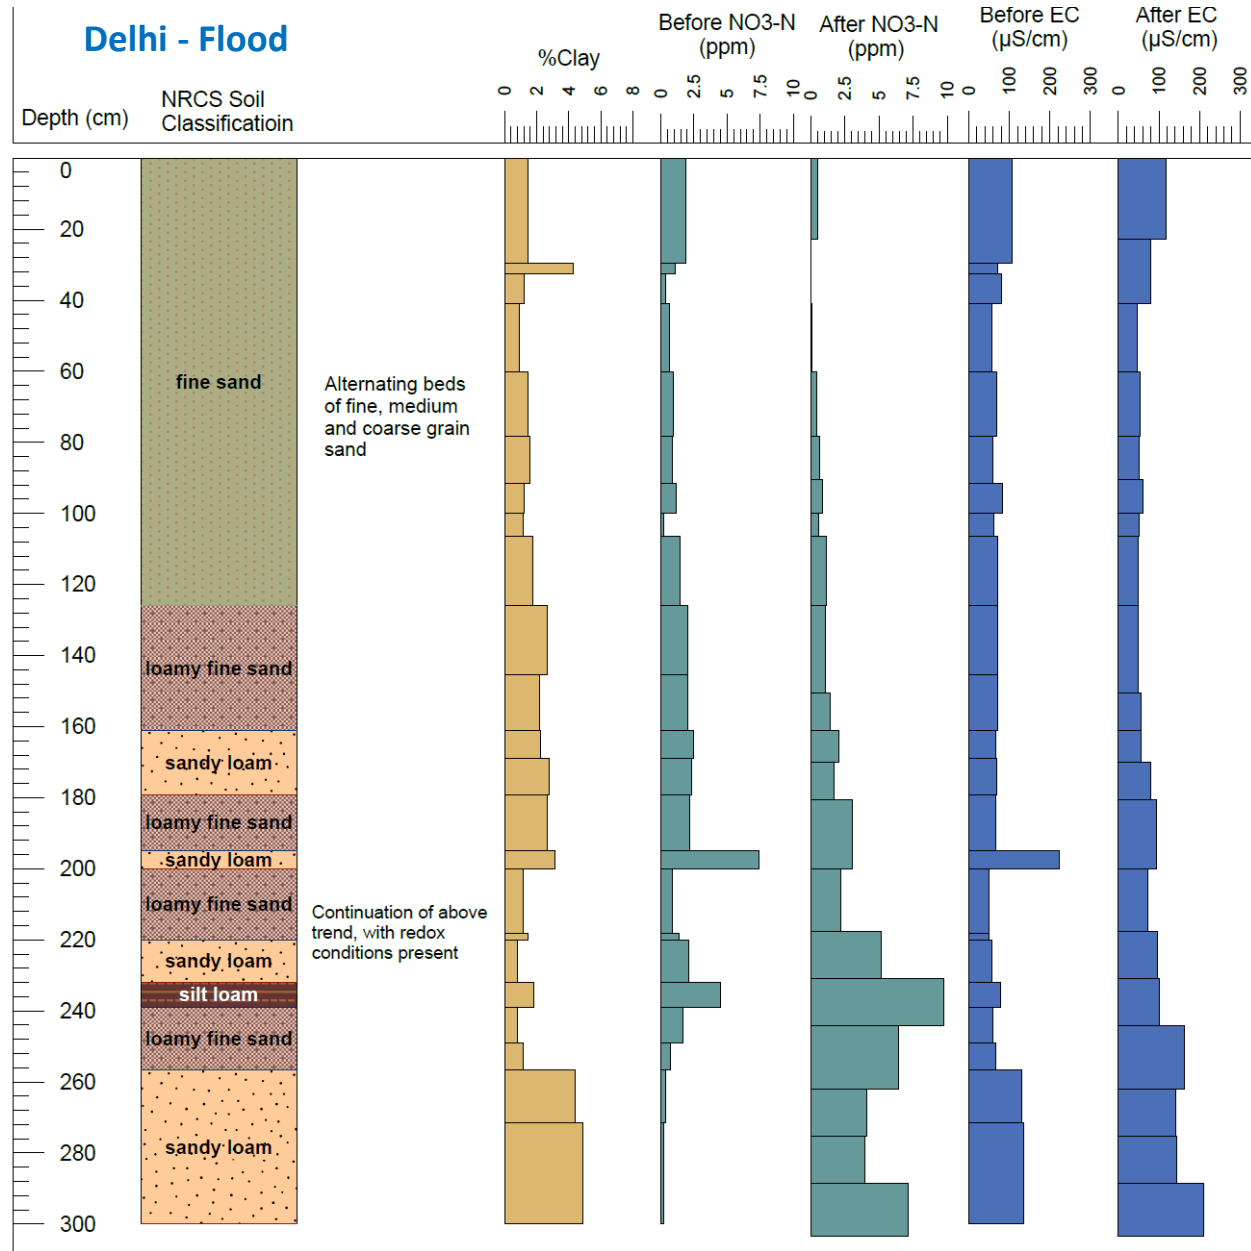 Delhi - Flood
Depth (cm)
NRCS Soil
Classificatioin
%Clay
0 2 4 6 8
Before NO3-N
(ppm)
0 2.5 5 7.5 10
After NO3-N
(ppm)
0 2.5 5 7.5 10
Before EC
(µS/cm)
0 100 200 300
After EC
(µS/cm)
0 100 200 300
0
20
40
60
80
100
120
140
160
180
200
220
240
260
280
300
fine sand
loamy fine sand
sandy loam
loamy fine sand
sandy loam
loamy fine sand
sandy loam
silt loam
loamy fine sand
sandy loam
Alternating beds
of fine, medium
and coarse grain
sand
Continuation of above
trend, with redox
conditions present